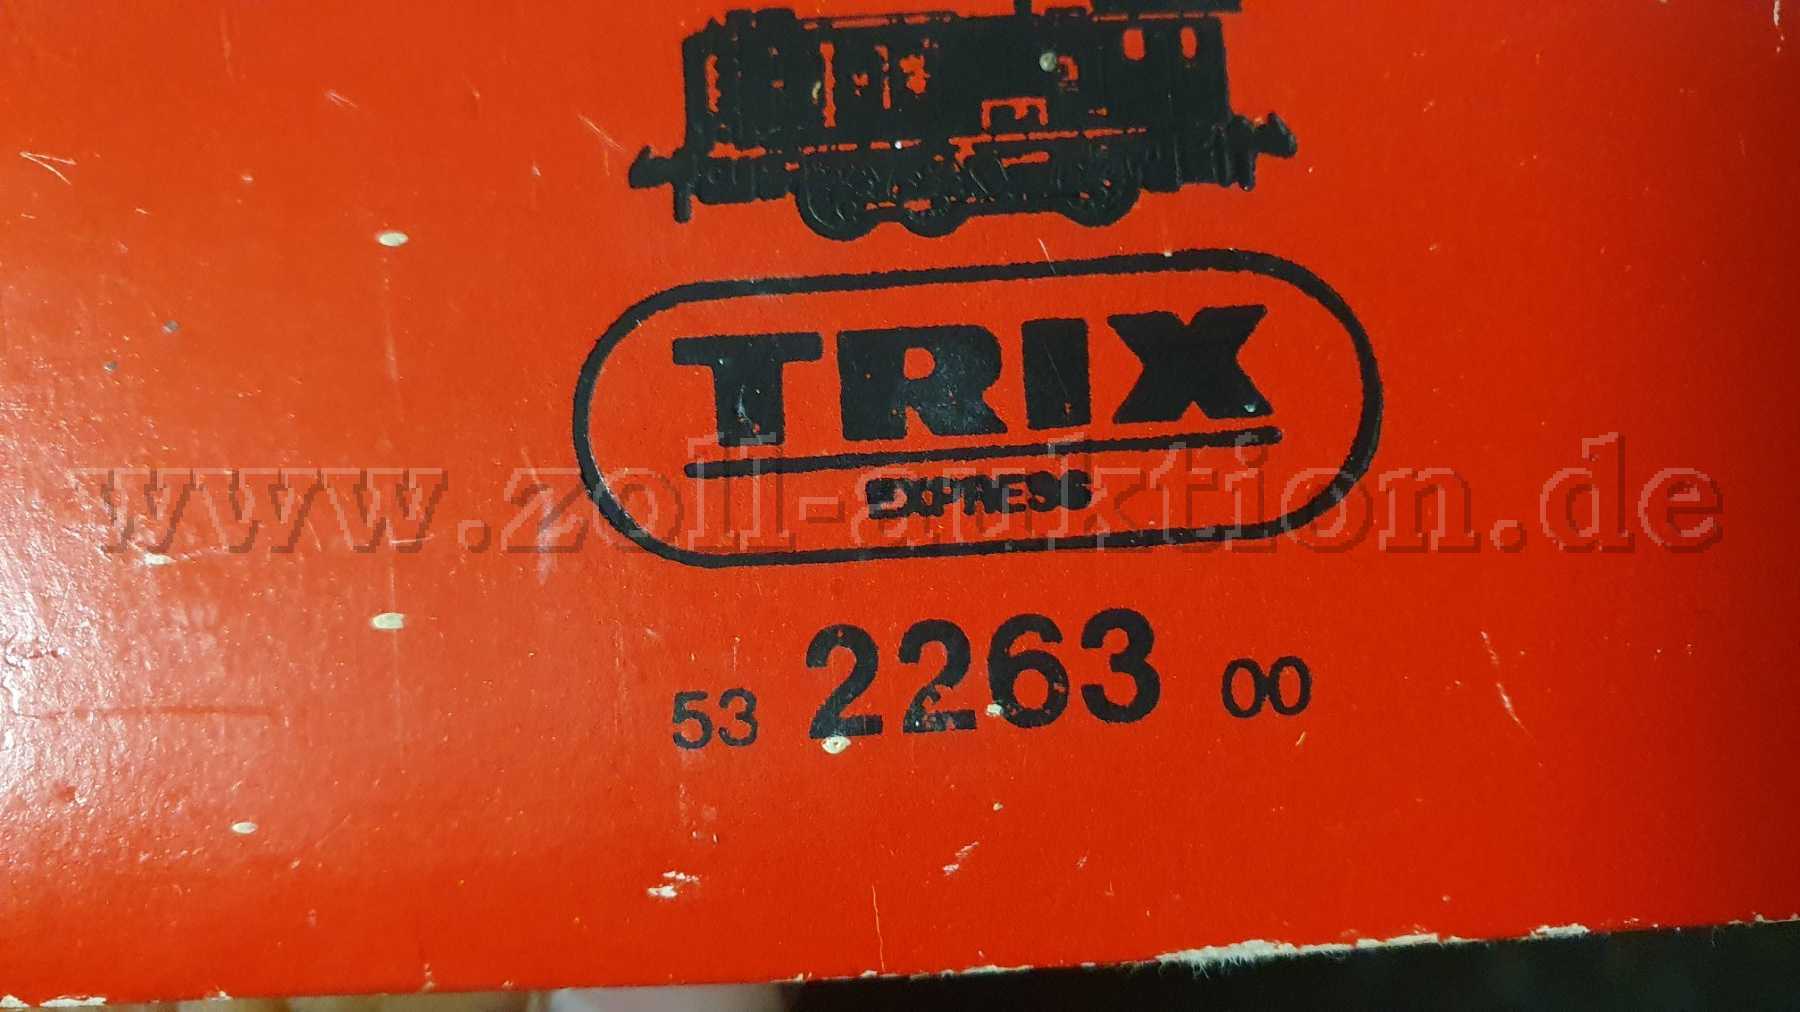 TRIX
EXPRESS
www.zoll-auktion.de
53 2263 00